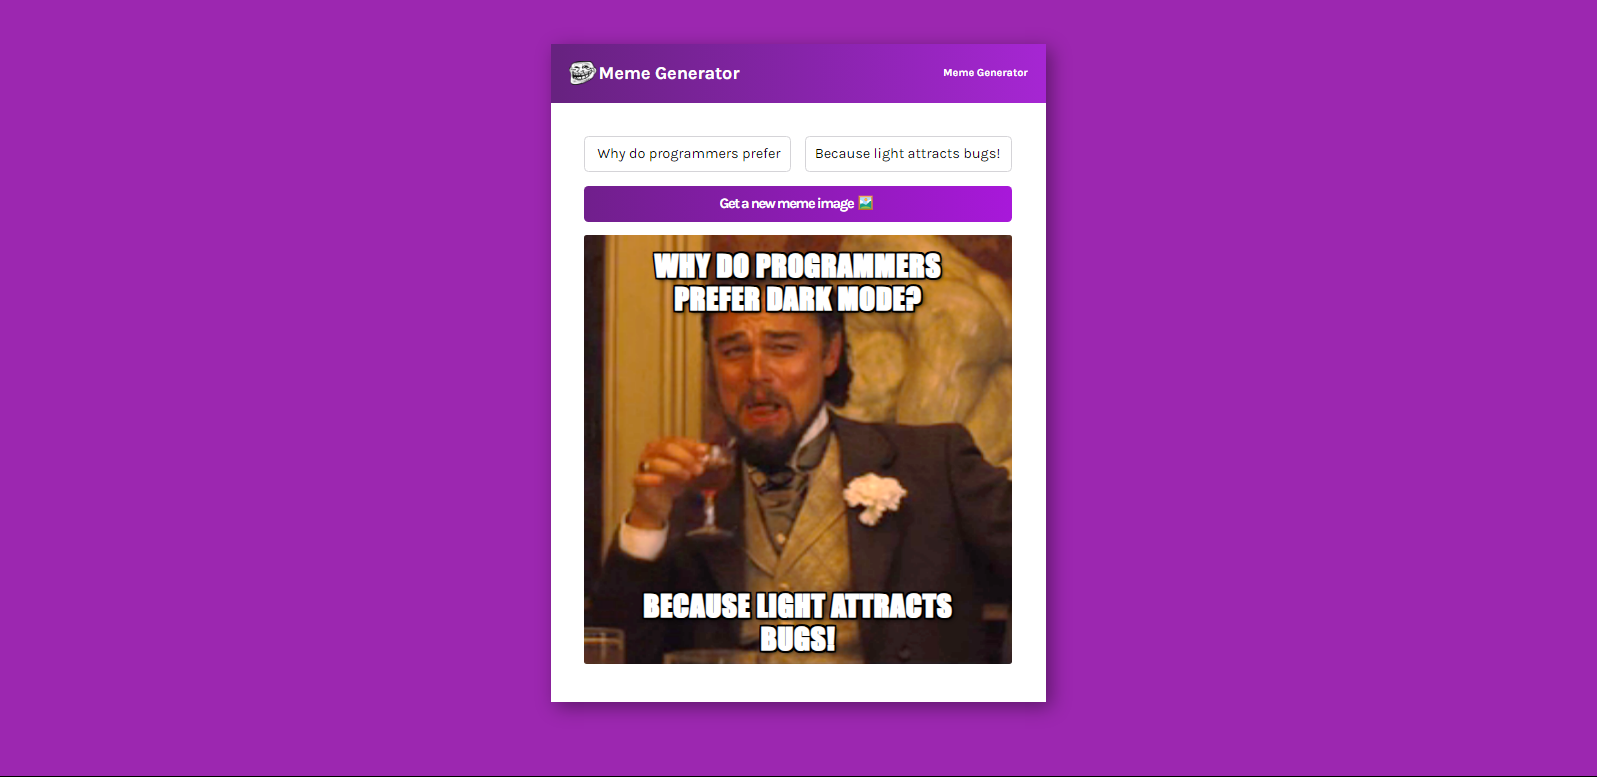 Meme Generator
Meme Generator
Why do programmers prefer
Because light attracts bugs!
Get a new meme image
WHY DO PROGRAMMERS
PREFER DARK MODE?
BECAUSE LIGHT ATTRACTS
BUGS!